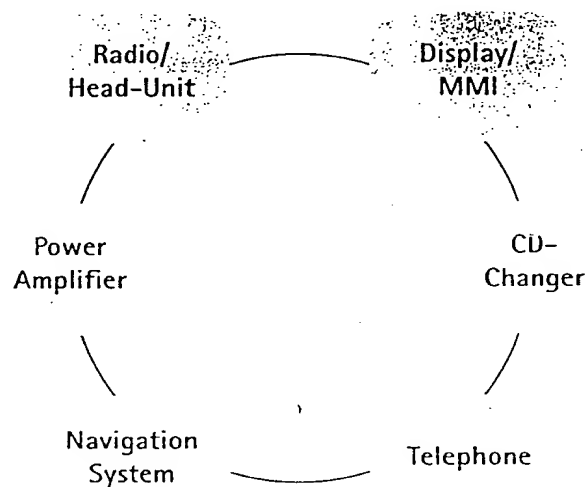 Radio/
Head-Unit
Display/
MMI
Power
Amplifier
CD-
Changer
Navigation
System
Telephone